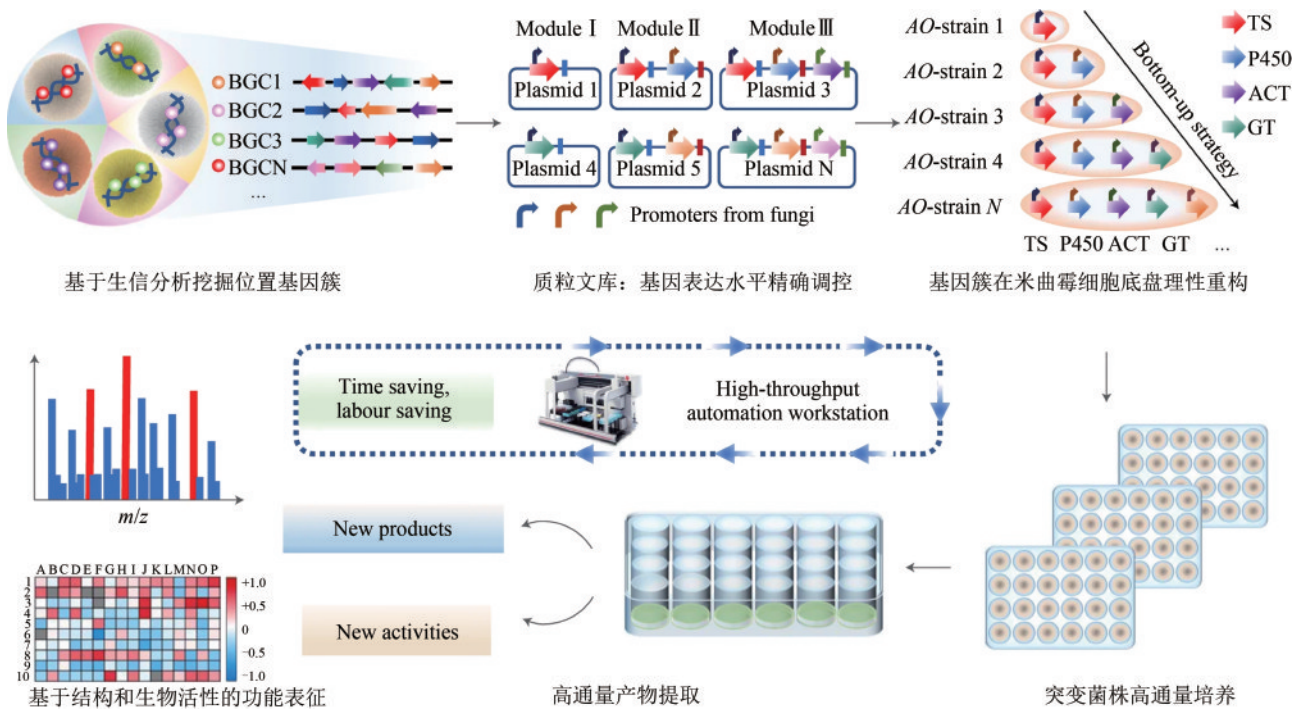 BGC1
BGC2
BGC3
BGCN
...
基于生信分析挖掘位置基因簇
Module Ⅰ Module Ⅱ Module Ⅲ
Plasmid 1 Plasmid 2 Plasmid 3
Plasmid 4 Plasmid 5 Plasmid N
Promoters from fungi
质粒文库：基因表达水平精确调控
AO-strain 1
AO-strain 2
AO-strain 3
AO-strain 4
AO-strain N
TS P450 ACT GT ...
Bottom-up strategy
TS
P450
ACT
GT
基因簇在米曲霉细胞底盘理性重构
m/z
Time saving,
labour saving
High-throughput
automation workstation
New products
New activities
A B C D E F G H I J K L M N O P
1
2
3
4
5
6
7
8
9
10
+1.0
+0.5
0
−0.5
−1.0
基于结构和生物活性的功能表征
高通量产物提取
突变菌株高通量培养